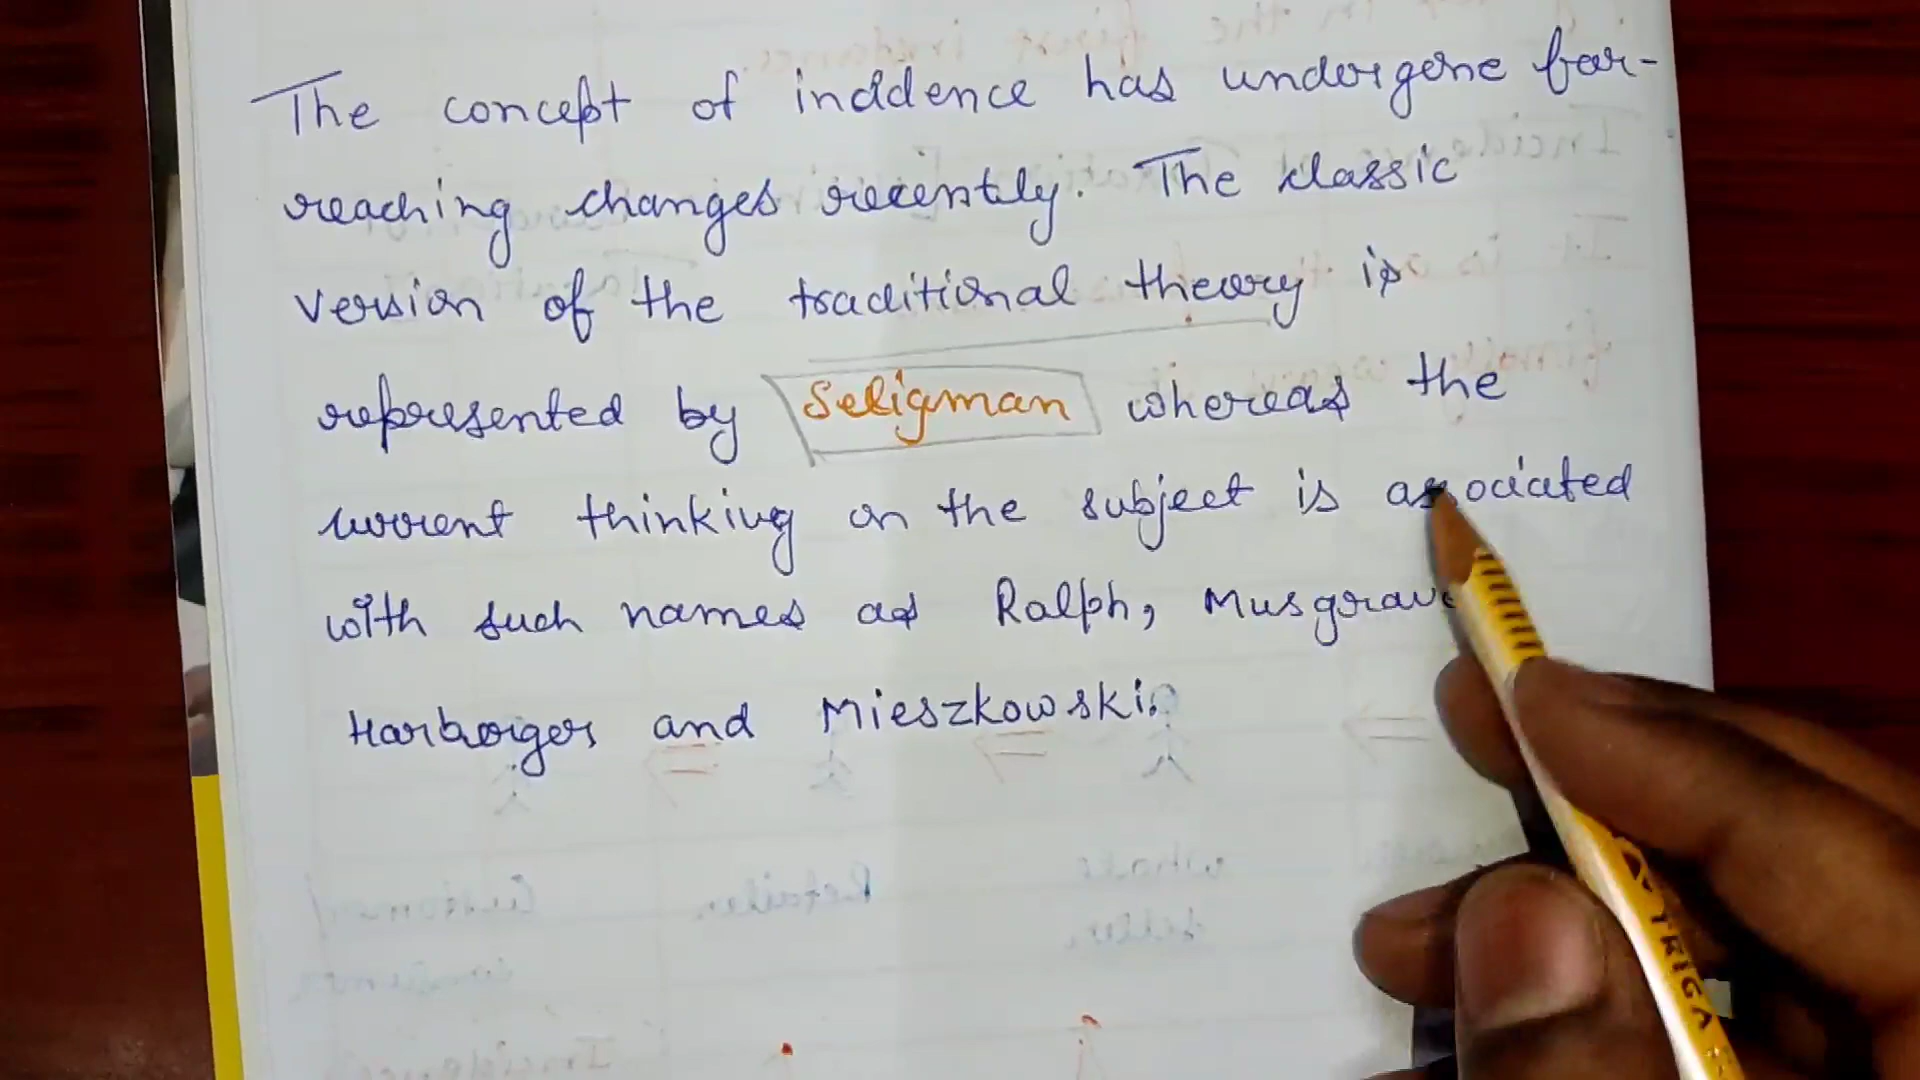 The concept of incidence has undergone far-
reaching changes recently. The classic
version of the traditional theory is
represented by Seligman whereas the
current thinking on the subject is associated
with such names as Ralph, Musgrave
Harberger and Mieszkowski.
TRIGA